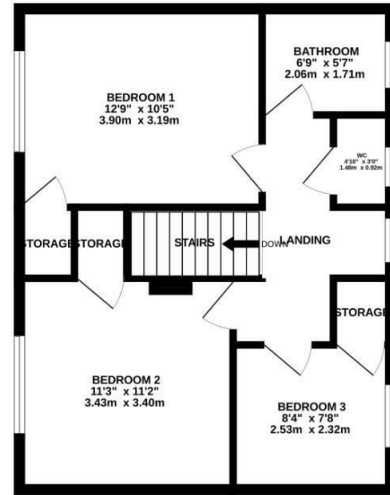 BEDROOM 1
12'9" x 10'5"
3.90m x 3.19m
BATHROOM
6'9" x 5'7"
2.06m x 1.71m
WC
4'10" x 3'0"
1.48m x 0.92m
STORAGE
STORAGE
STAIRS
DOWN
LANDING
STORAGE
BEDROOM 2
11'3" x 11'2"
3.43m x 3.40m
BEDROOM 3
8'4" x 7'8"
2.53m x 2.32m